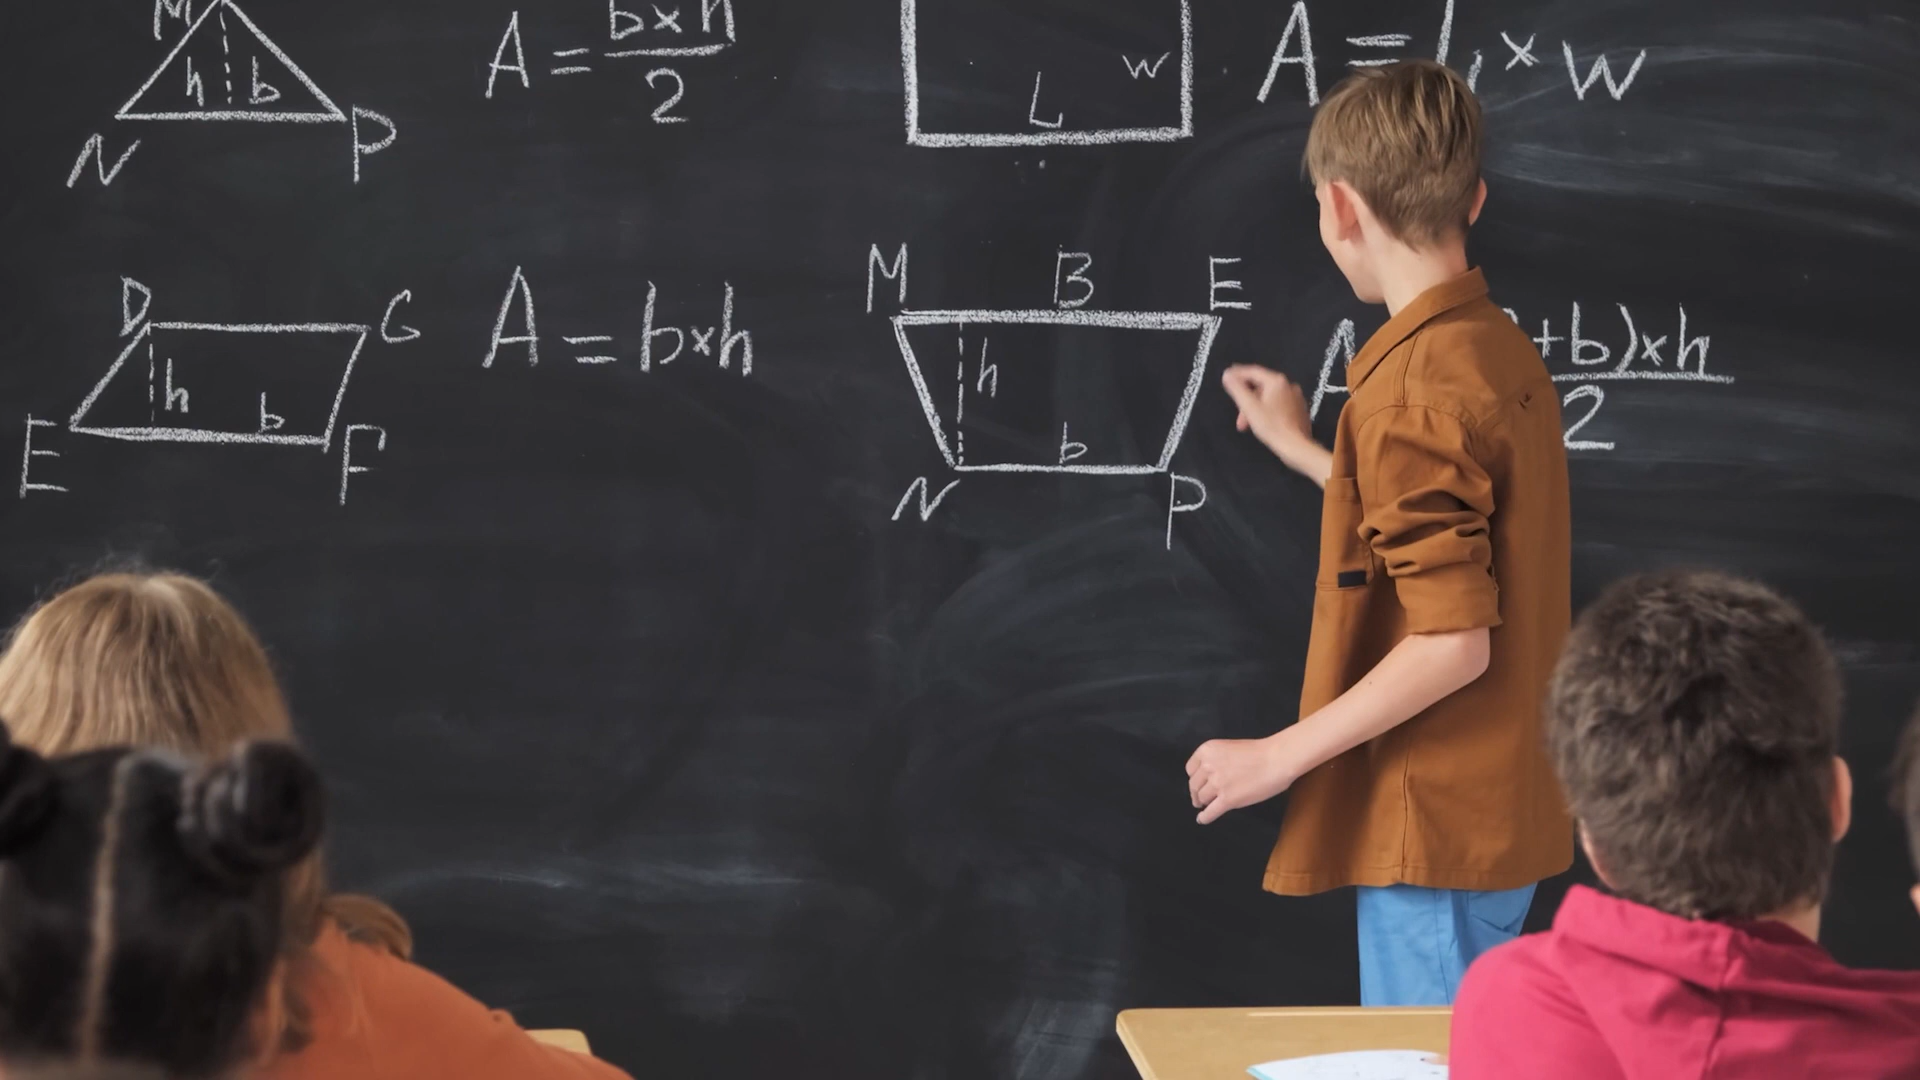 M
h b
N P
A = b×h
2
L w
A = L × w
D G
h b
E F
A = b×h
M B E
h
b
N P
A +b)×h
2